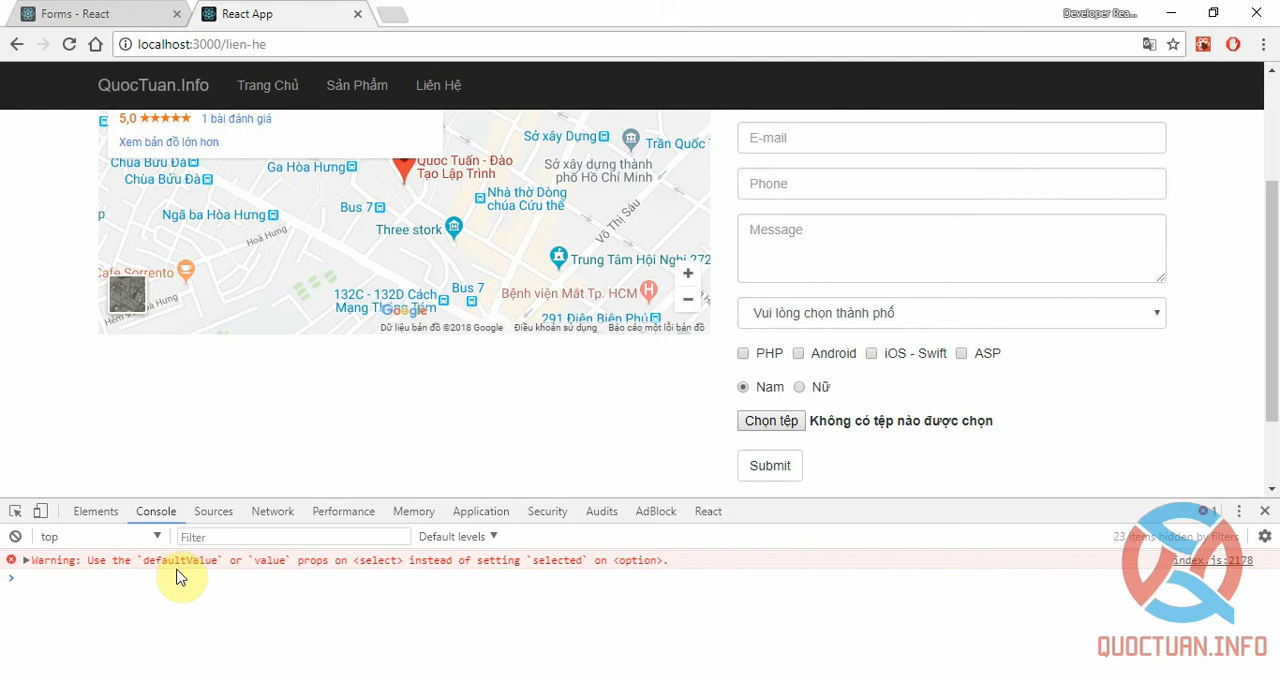 Forms - React
React App
Developer Rea...
localhost:3000/lien-he
QuocTuan.Info
Trang Chủ
Sản Phẩm
Liên Hệ
5,0
1 bài đánh giá
Xem bản đồ lớn hơn
Chùa Bửu Đà
Chùa Bửu Đà
Ga Hòa Hưng
Quoc Tuấn - Đào
Tạo Lập Trình
Sở xây Dựng
Trần Quốc
Sở xây dựng thành
phố Hồ Chí Minh
Nhà thờ Dòng
chúa Cứu thế
Bus 7
Ngã ba Hòa Hưng
Hoà Hưng
Three stork
Võ Thị Sáu
Trung Tâm Hội Nghị 272
Cafe Sorrento
132C - 132D Cách
Mạng Tháng Tám
Bus 7
Bệnh viện Mắt Tp. HCM
291 Điện Biên Phủ
Google
Dữ liệu bản đồ ©2018 Google
Điều khoản sử dụng
Báo cáo một lỗi bản đồ
E-mail
Phone
Message
Vui lòng chọn thành phố
PHP
Android
iOS - Swift
ASP
Nam
Nữ
Chọn tệp
Không có tệp nào được chọn
Submit
Elements
Console
Sources
Network
Performance
Memory
Application
Security
Audits
AdBlock
React
1
top
Filter
Default levels
23 items hidden by filters
Warning: Use the `defaultValue` or `value` props on <select> instead of setting `selected` on <option>.
index.js:2178
QUOCTUAN.INFO